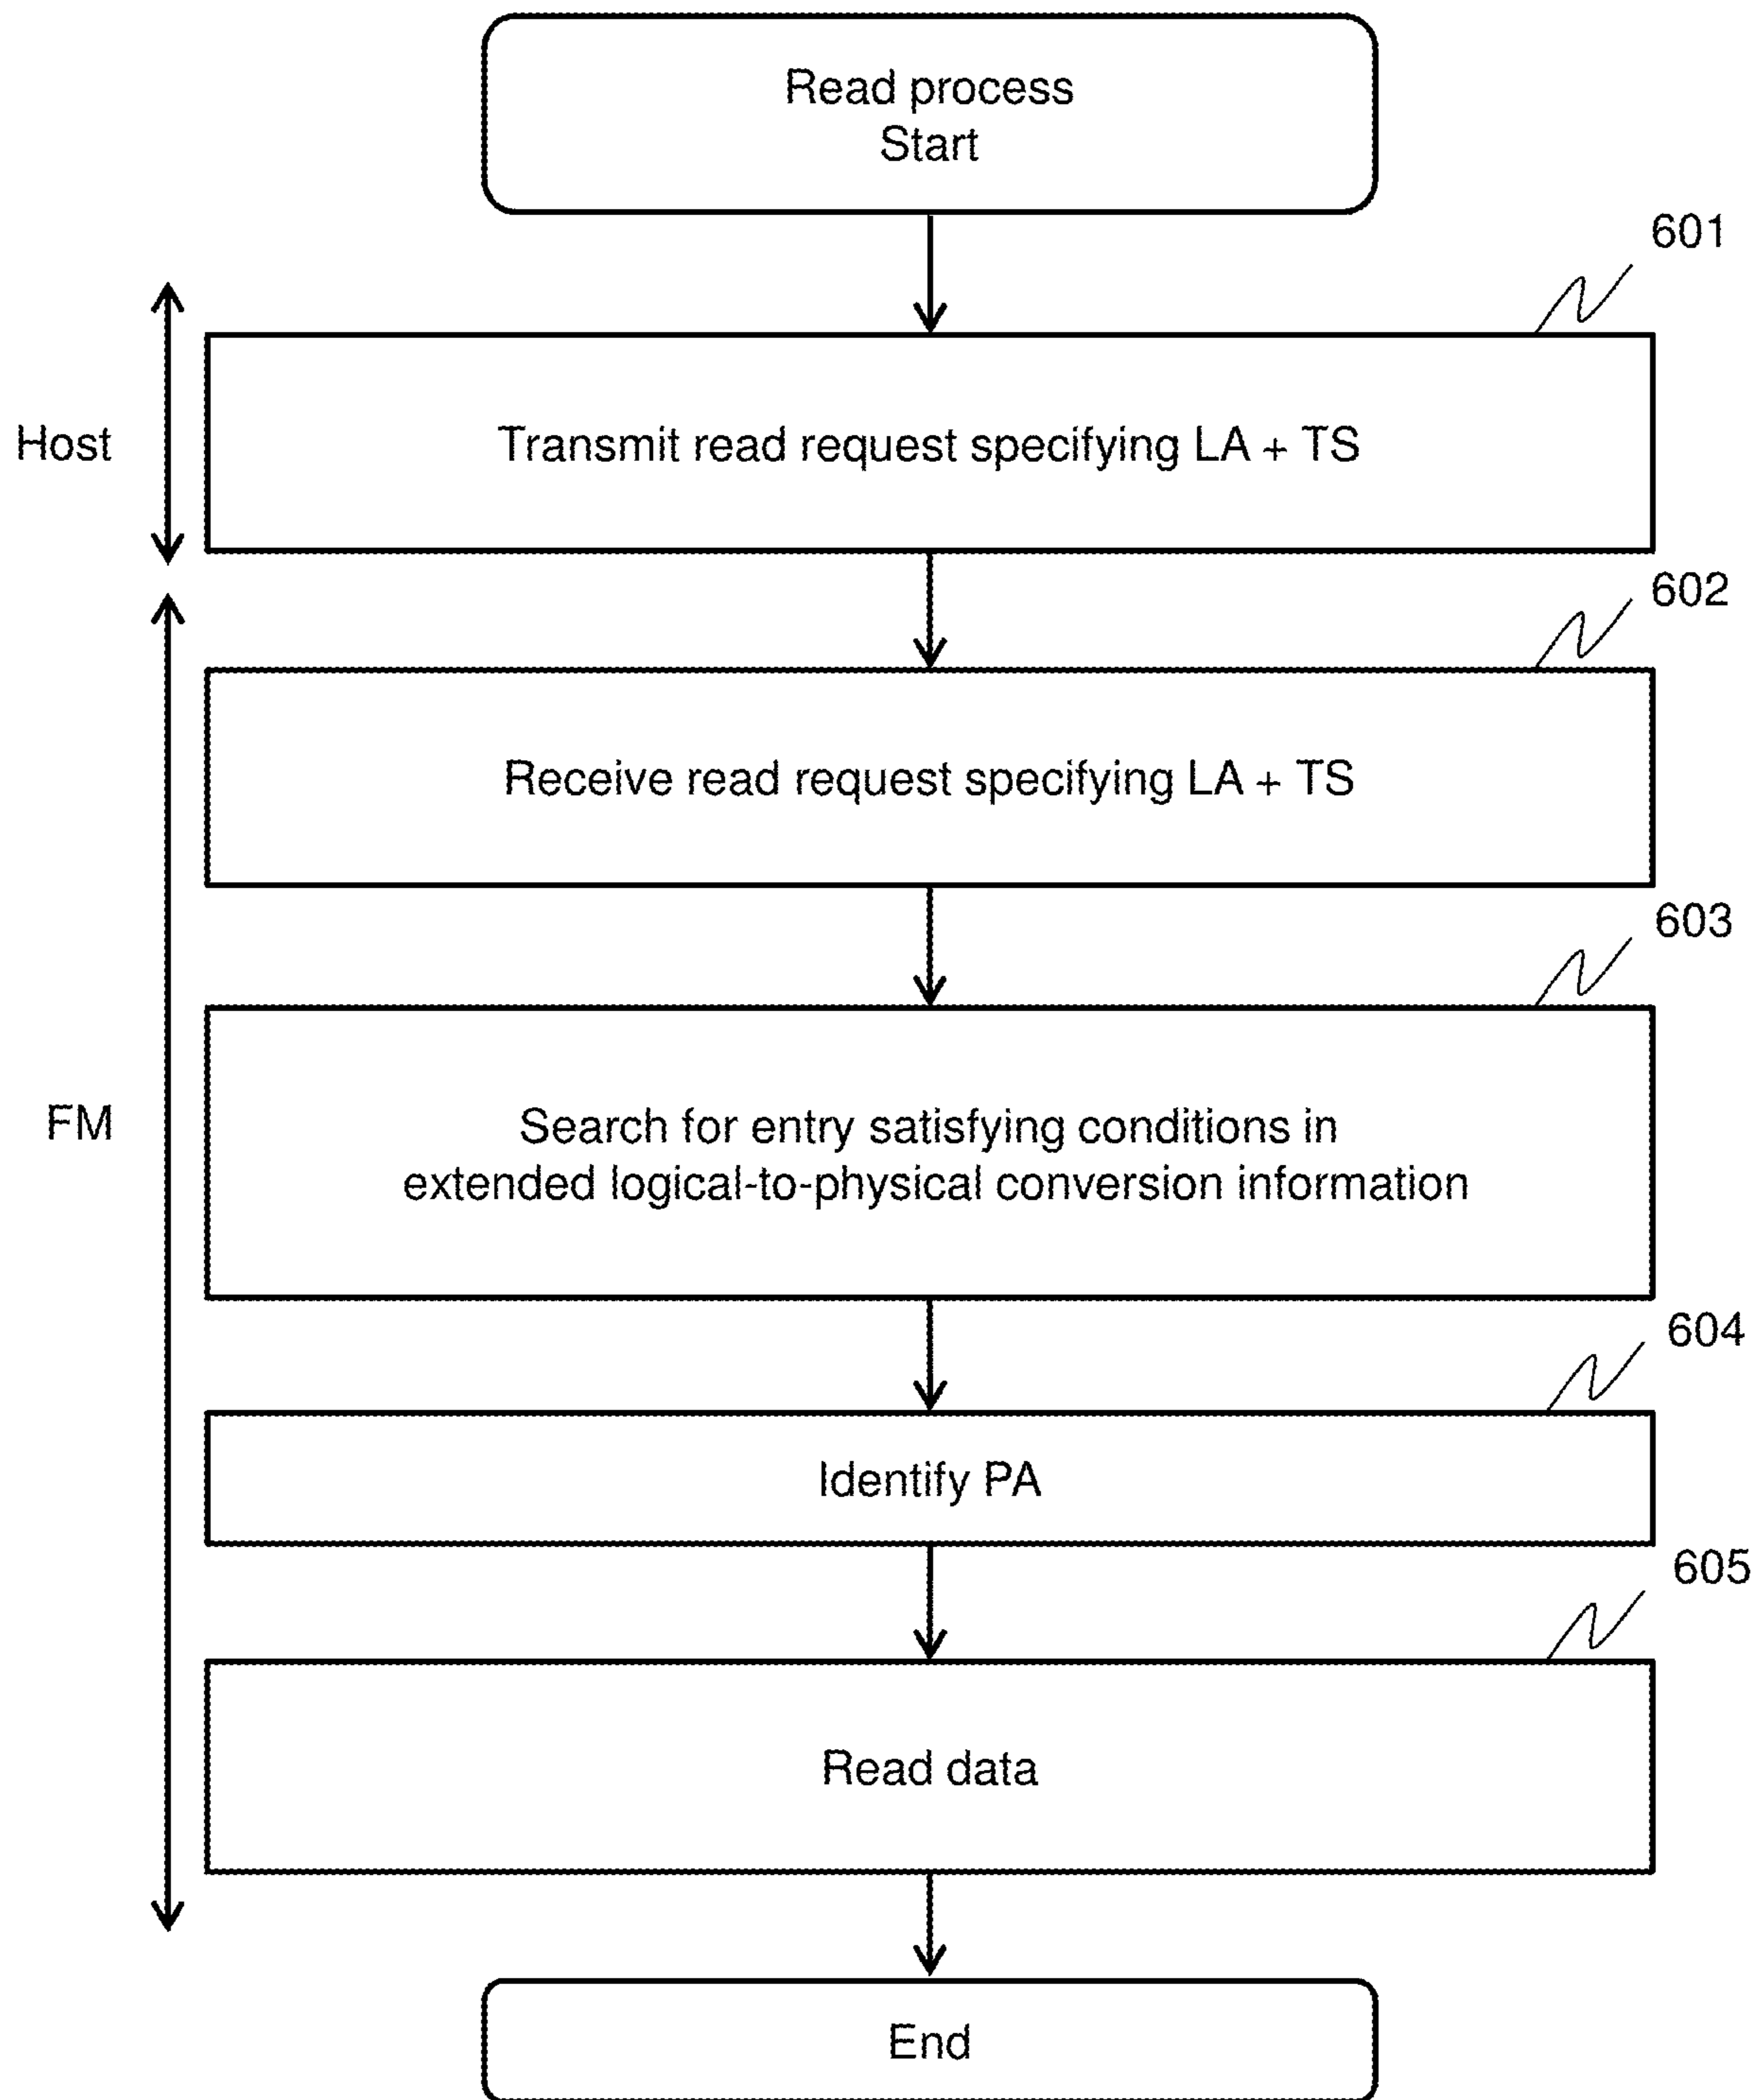 Read process
Start
601
Host
Transmit read request specifying LA + TS
602
Receive read request specifying LA + TS
603
FM
Search for entry satisfying conditions in
extended logical-to-physical conversion information
604
Identify PA
605
Read data
End